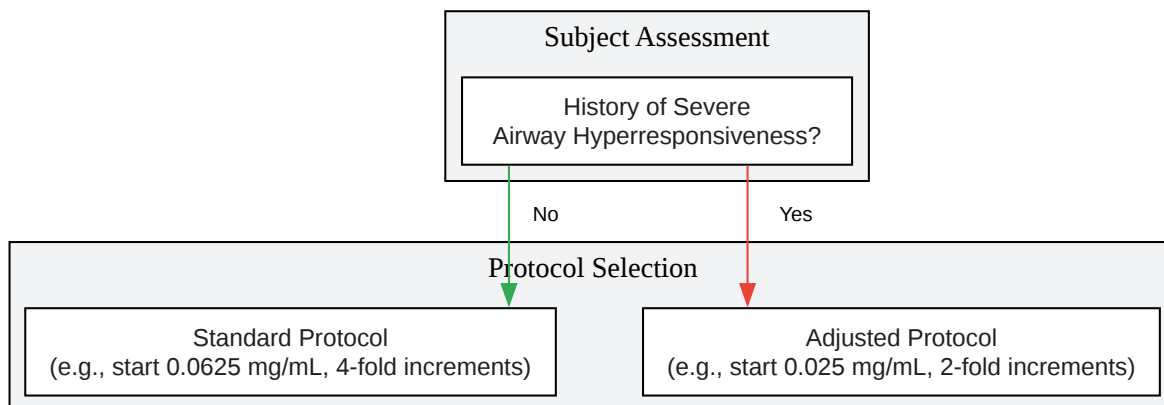 Subject Assessment
History of Severe
Airway Hyperresponsiveness?
No
Yes
Protocol Selection
Standard Protocol
(e.g., start 0.0625 mg/mL, 4-fold increments)
Adjusted Protocol
(e.g., start 0.025 mg/mL, 2-fold increments)